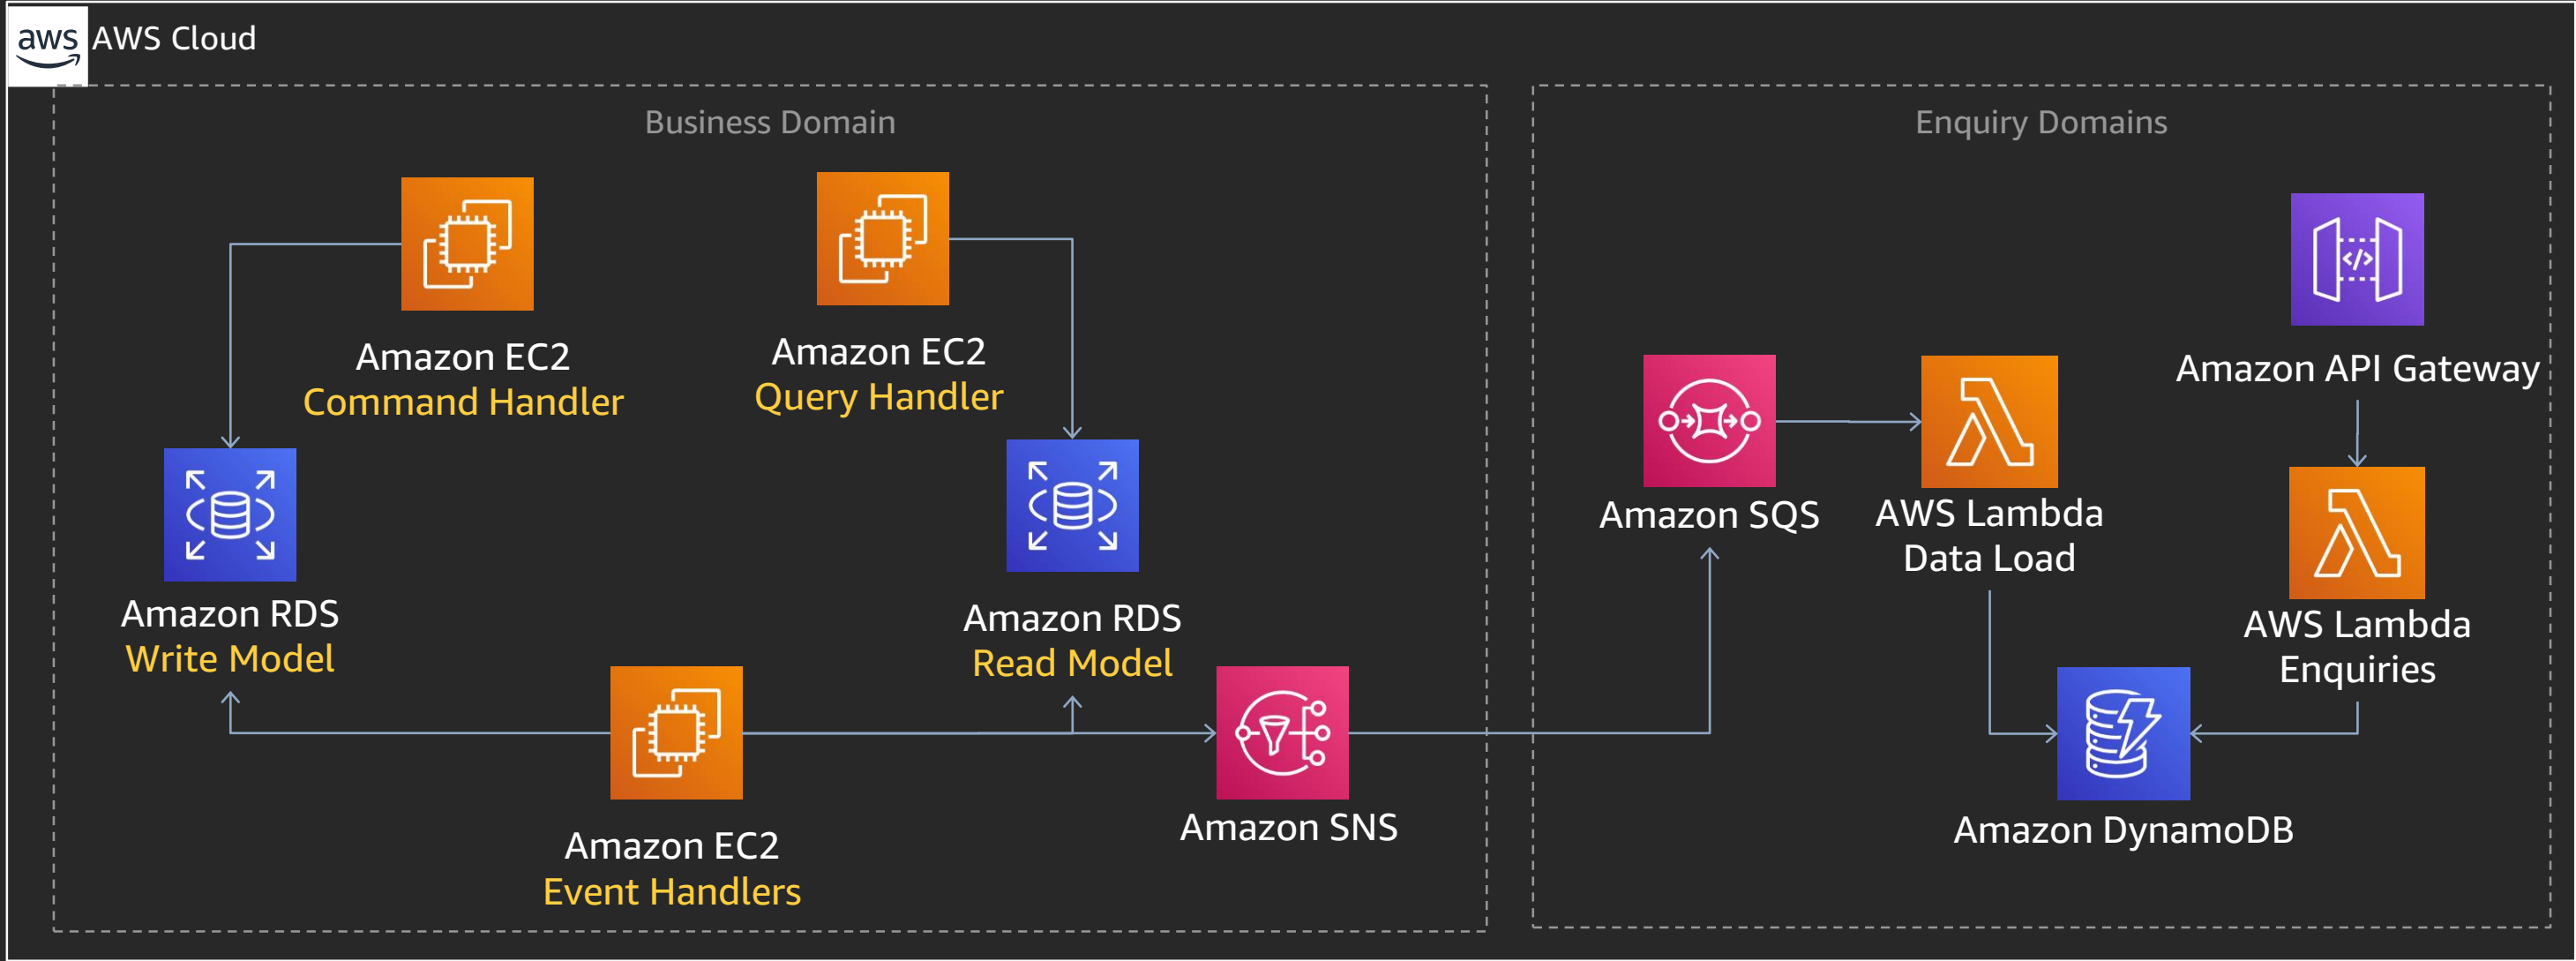 aws
AWS Cloud
Business Domain
Amazon EC2
Command Handler
Amazon EC2
Query Handler
Amazon RDS
Write Model
Amazon RDS
Read Model
Amazon EC2
Event Handlers
Amazon SNS
Enquiry Domains
Amazon API Gateway
</>
Amazon SQS
AWS Lambda
Data Load
AWS Lambda
Enquiries
Amazon DynamoDB